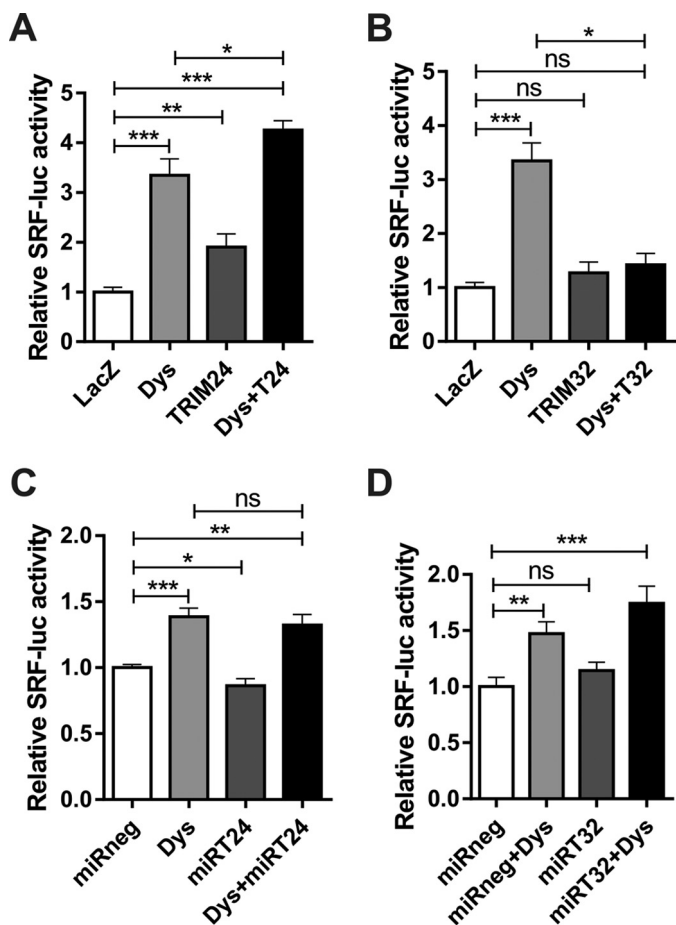 A
*
***
**
***
Relative SRF-luc activity
5
4
3
2
1
0
LacZ
Dys
TRIM24
Dys+T24
B
*
ns
ns
***
Relative SRF-luc activity
5
4
3
2
1
0
LacZ
Dys
TRIM32
Dys+T32
C
ns
**
*
***
Relative SRF-luc activity
2.0
1.5
1.0
0.5
0.0
miRneg
Dys
miRT24
Dys+miRT24
D
***
ns
**
Relative SRF-luc activity
2.0
1.5
1.0
0.5
0.0
miRneg
miRneg+Dys
miRT32
miRT32+Dys